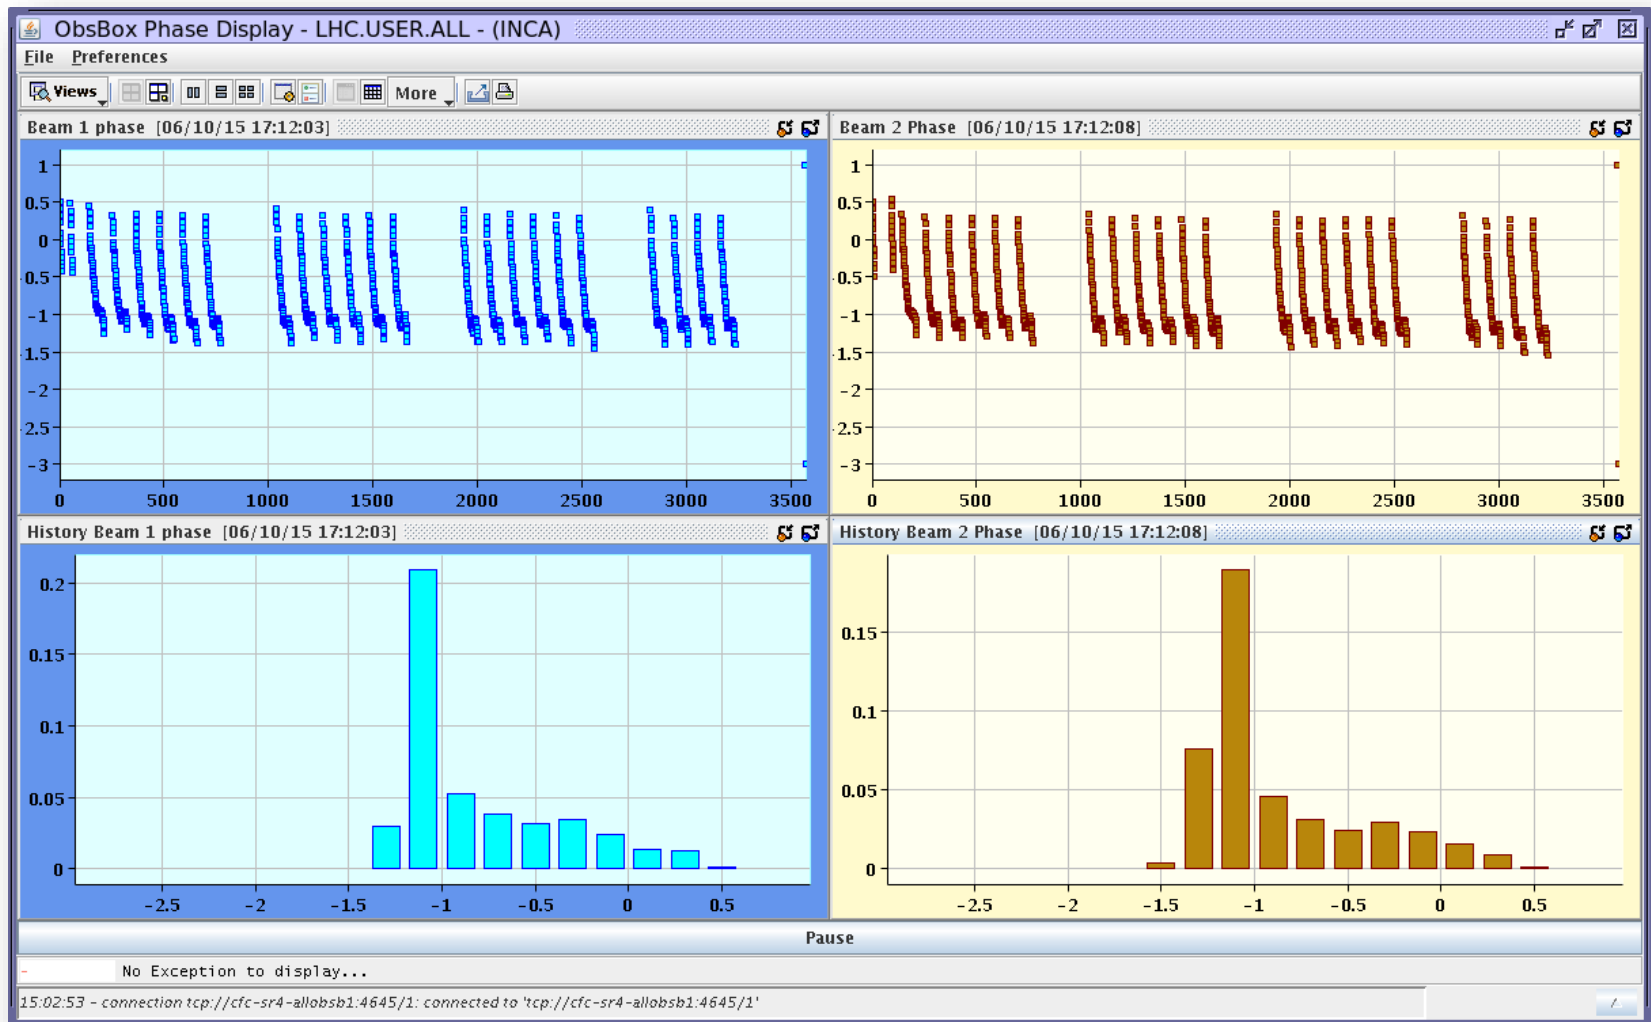 ObsBox Phase Display - LHC.USER.ALL - (INCA)
File Preferences
Views More
Beam 1 phase [06/10/15 17:12:03]
1
0.5
0
-0.5
-1
-1.5
-2
-2.5
-3
0 500 1000 1500 2000 2500 3000 3500
Beam 2 Phase [06/10/15 17:12:08]
1
0.5
0
-0.5
-1
-1.5
-2
-2.5
-3
0 500 1000 1500 2000 2500 3000 3500
History Beam 1 phase [06/10/15 17:12:03]
0.2
0.15
0.1
0.05
0
-2.5 -2 -1.5 -1 -0.5 0 0.5
History Beam 2 Phase [06/10/15 17:12:08]
0.15
0.1
0.05
0
-2.5 -2 -1.5 -1 -0.5 0 0.5
Pause
- No Exception to display...
15:02:53 - connection tcp://cfc-sr4-allobsb1:4645/1: connected to 'tcp://cfc-sr4-allobsb1:4645/1'